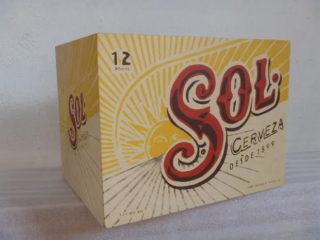 12
SOL
SOL.
CERVEZA
DESDE 1899